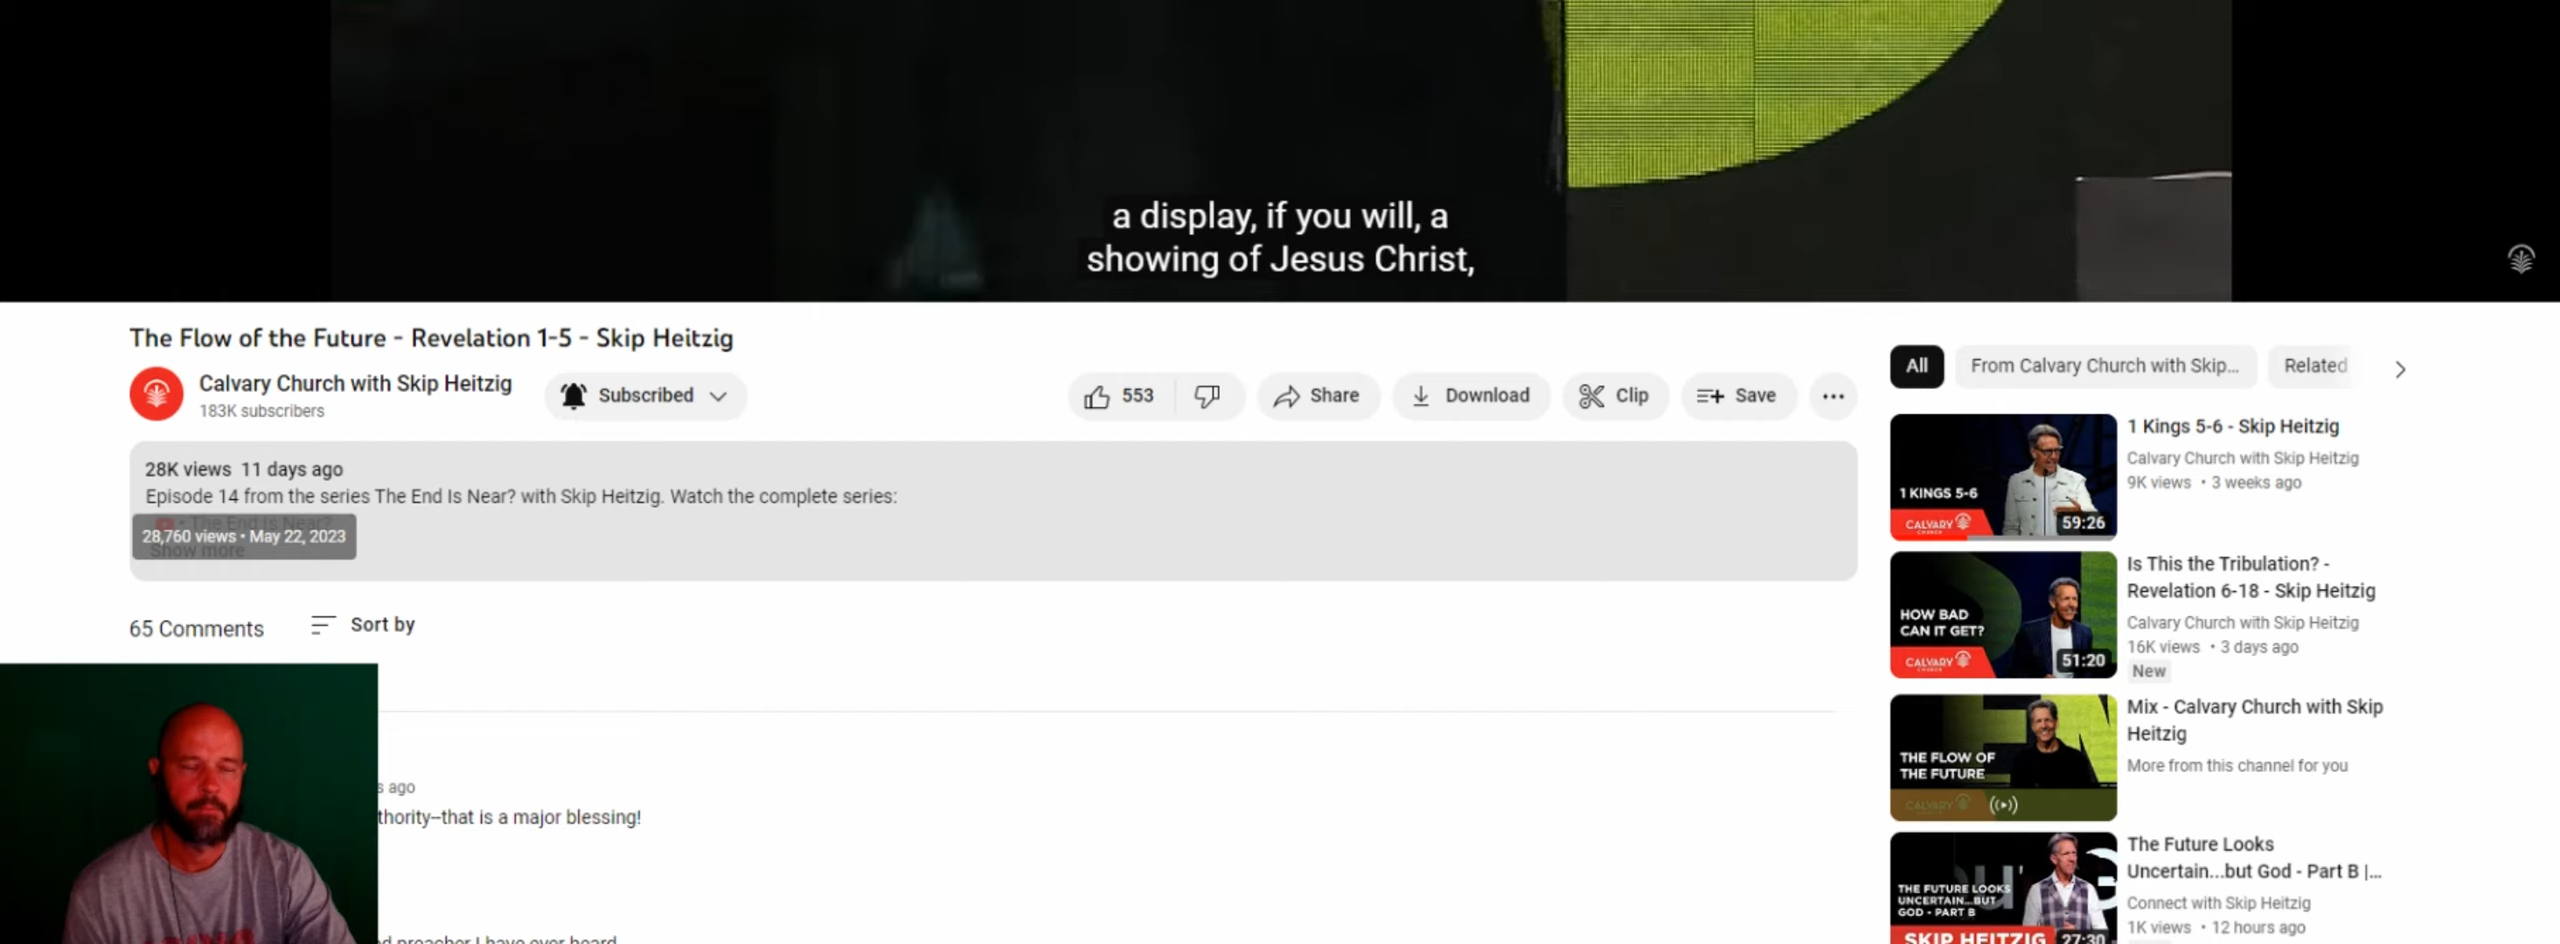 a display, if you will, a
showing of Jesus Christ,
The Flow of the Future - Revelation 1-5 - Skip Heitzig
Calvary Church with Skip Heitzig
183K subscribers
Subscribed
553
Share
Download
Clip
Save
28K views 11 days ago
Episode 14 from the series The End Is Near? with Skip Heitzig. Watch the complete series:
The End Is Near?
28,760 views • May 22, 2023
Show more
65 Comments
Sort by
s ago
thority–that is a major blessing!
d preacher I have ever heard
All
From Calvary Church with Skip...
Related
1 KINGS 5-6
CALVARY
CHURCH
59:26
1 Kings 5-6 - Skip Heitzig
Calvary Church with Skip Heitzig
9K views • 3 weeks ago
HOW BAD
CAN IT GET?
CALVARY
CHURCH
51:20
Is This the Tribulation? -
Revelation 6-18 - Skip Heitzig
Calvary Church with Skip Heitzig
16K views • 3 days ago
New
THE FLOW OF
THE FUTURE
CALVARY
Mix - Calvary Church with Skip
Heitzig
More from this channel for you
THE FUTURE LOOKS
UNCERTAIN...BUT
GOD - PART B
SKIP HEITZIG
27:30
The Future Looks
Uncertain...but God - Part B |...
Connect with Skip Heitzig
1K views • 12 hours ago